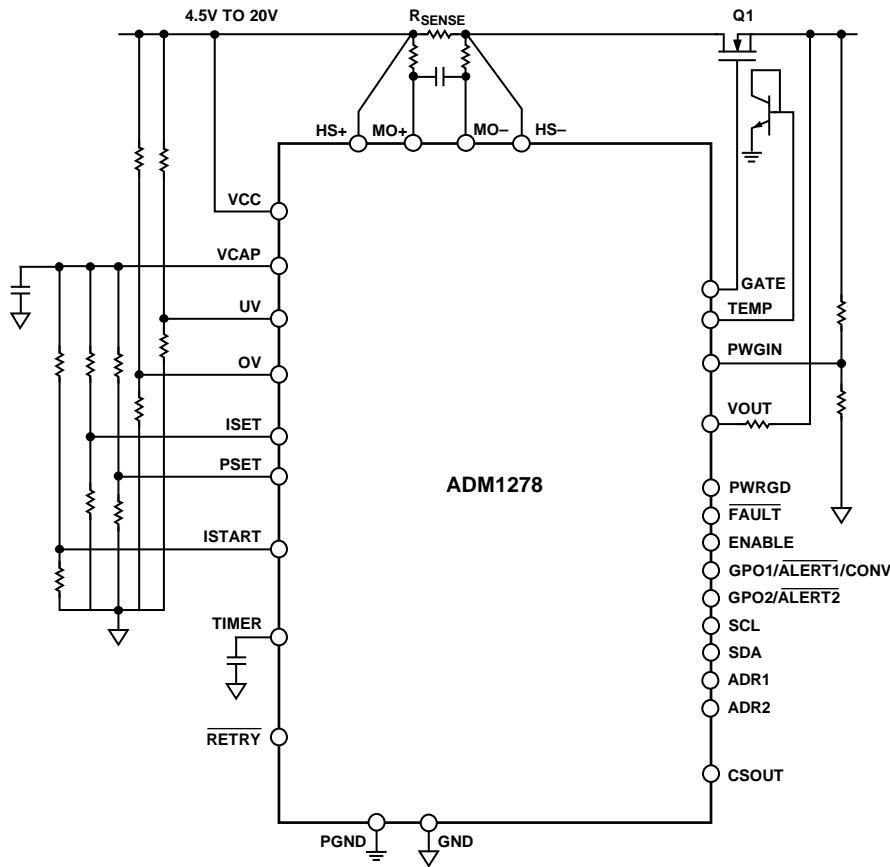 4.5V TO 20V
RSENSE
Q1
HS+
MO+
MO–
HS–
VCC
VCAP
UV
OV
ISET
PSET
ISTART
TIMER
RETRY
ADM1278
GATE
TEMP
PWGIN
VOUT
PWRGD
FAULT
ENABLE
GPO1/ALERT1/CONV
GPO2/ALERT2
SCL
SDA
ADR1
ADR2
CSOUT
PGND
GND